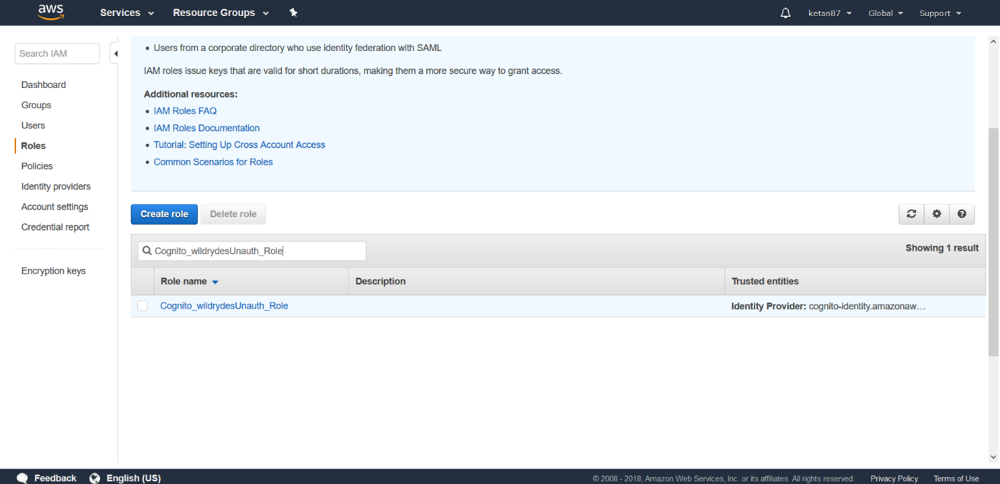 aws Services Resource Groups ketan87 Global Support
Search IAM
Dashboard
Groups
Users
Roles
Policies
Identity providers
Account settings
Credential report
Encryption keys
• Users from a corporate directory who use identity federation with SAML
IAM roles issue keys that are valid for short durations, making them a more secure way to grant access.
Additional resources:
• IAM Roles FAQ
• IAM Roles Documentation
• Tutorial: Setting Up Cross Account Access
• Common Scenarios for Roles
Create role Delete role
Cognito_wildrydesUnauth_Role Showing 1 result
Role name Description Trusted entities
Cognito_wildrydesUnauth_Role Identity Provider: cognito-identity.amazonaw…
Feedback English (US) © 2008 - 2018, Amazon Web Services, Inc. or its affiliates. All rights reserved. Privacy Policy Terms of Use